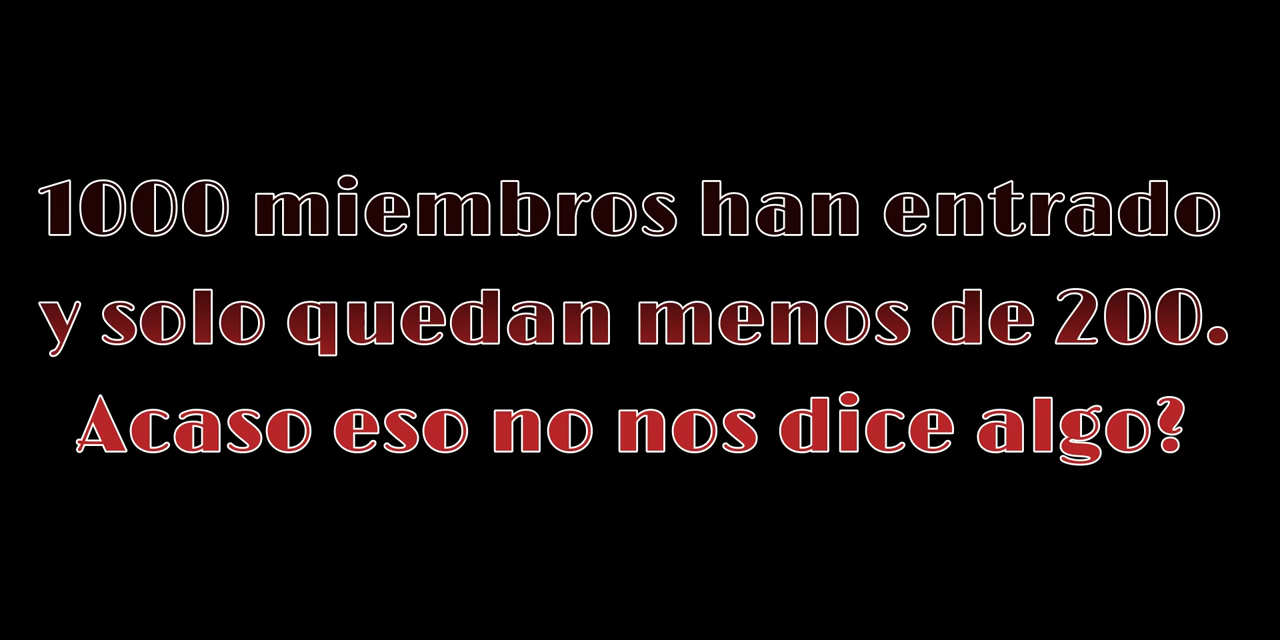 1000 miembros han entrado
y solo quedan menos de 200.
Acaso eso no nos dice algo?